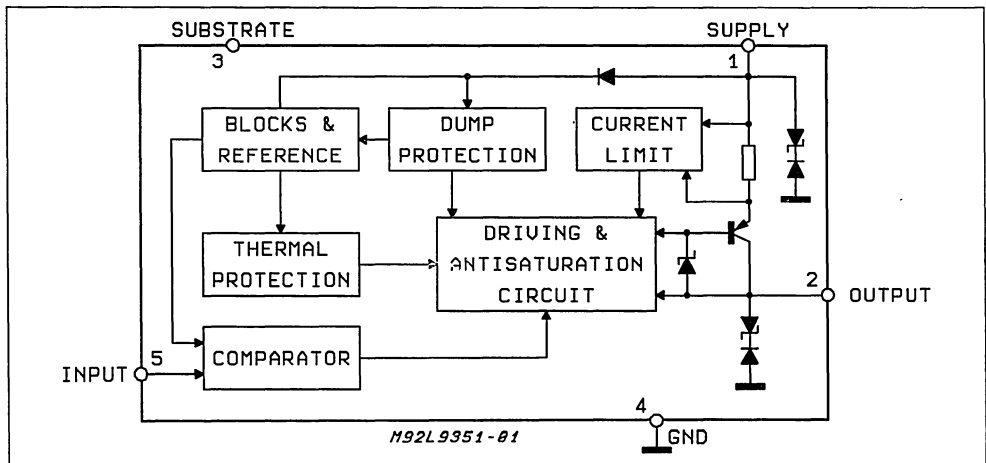 SUBSTRATE
3
SUPPLY
1
BLOCKS &
REFERENCE
DUMP
PROTECTION
CURRENT
LIMIT
THERMAL
PROTECTION
DRIVING &
ANTISATURATION
CIRCUIT
2
OUTPUT
INPUT
5
COMPARATOR
4
GND
M92L9351-01